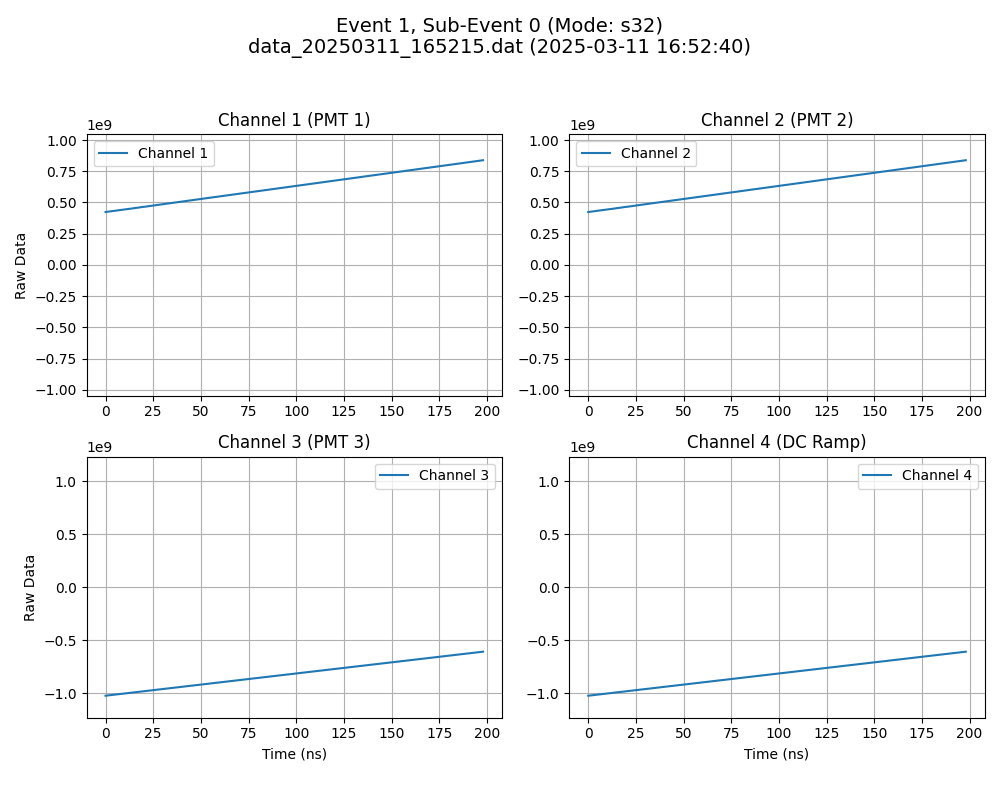 Event 1, Sub-Event 0 (Mode: s32)
data_20250311_165215.dat (2025-03-11 16:52:40)
Channel 1 (PMT 1)
1e9
Channel 1
1.00
0.75
0.50
0.25
0.00
−0.25
−0.50
−0.75
−1.00
Raw Data
0 25 50 75 100 125 150 175 200
Channel 2 (PMT 2)
1e9
Channel 2
1.00
0.75
0.50
0.25
0.00
−0.25
−0.50
−0.75
−1.00
0 25 50 75 100 125 150 175 200
Channel 3 (PMT 3)
1e9
Channel 3
1.0
0.5
0.0
−0.5
−1.0
Raw Data
0 25 50 75 100 125 150 175 200
Time (ns)
Channel 4 (DC Ramp)
1e9
Channel 4
1.0
0.5
0.0
−0.5
−1.0
0 25 50 75 100 125 150 175 200
Time (ns)